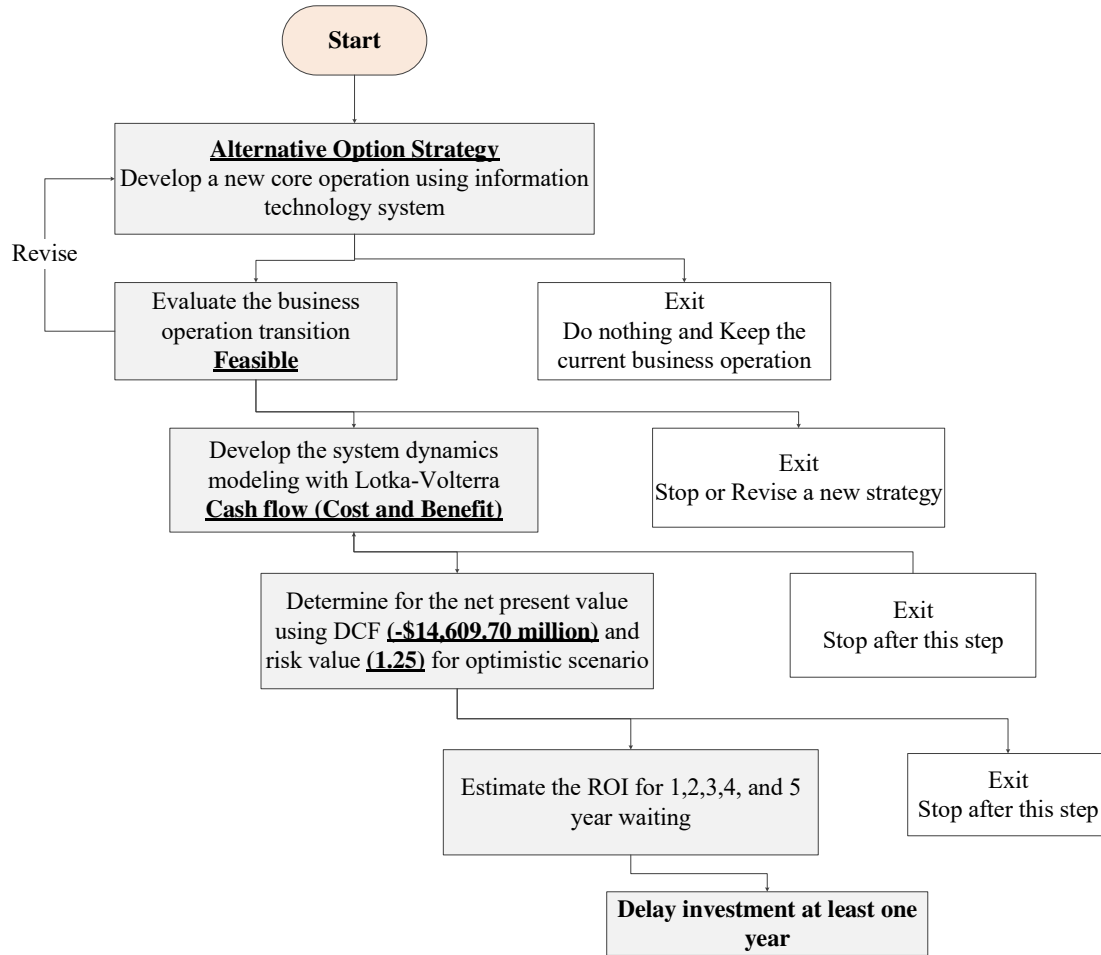 Start
Alternative Option Strategy
Develop a new core operation using information
technology system
Revise
Evaluate the business
operation transition
Feasible
Exit
Do nothing and Keep the
current business operation
Develop the system dynamics
modeling with Lotka-Volterra
Cash flow (Cost and Benefit)
Exit
Stop or Revise a new strategy
Determine for the net present value
using DCF (-$14,609.70 million) and
risk value (1.25) for optimistic scenario
Exit
Stop after this step
Estimate the ROI for 1,2,3,4, and 5
year waiting
Exit
Stop after this step
Delay investment at least one
year